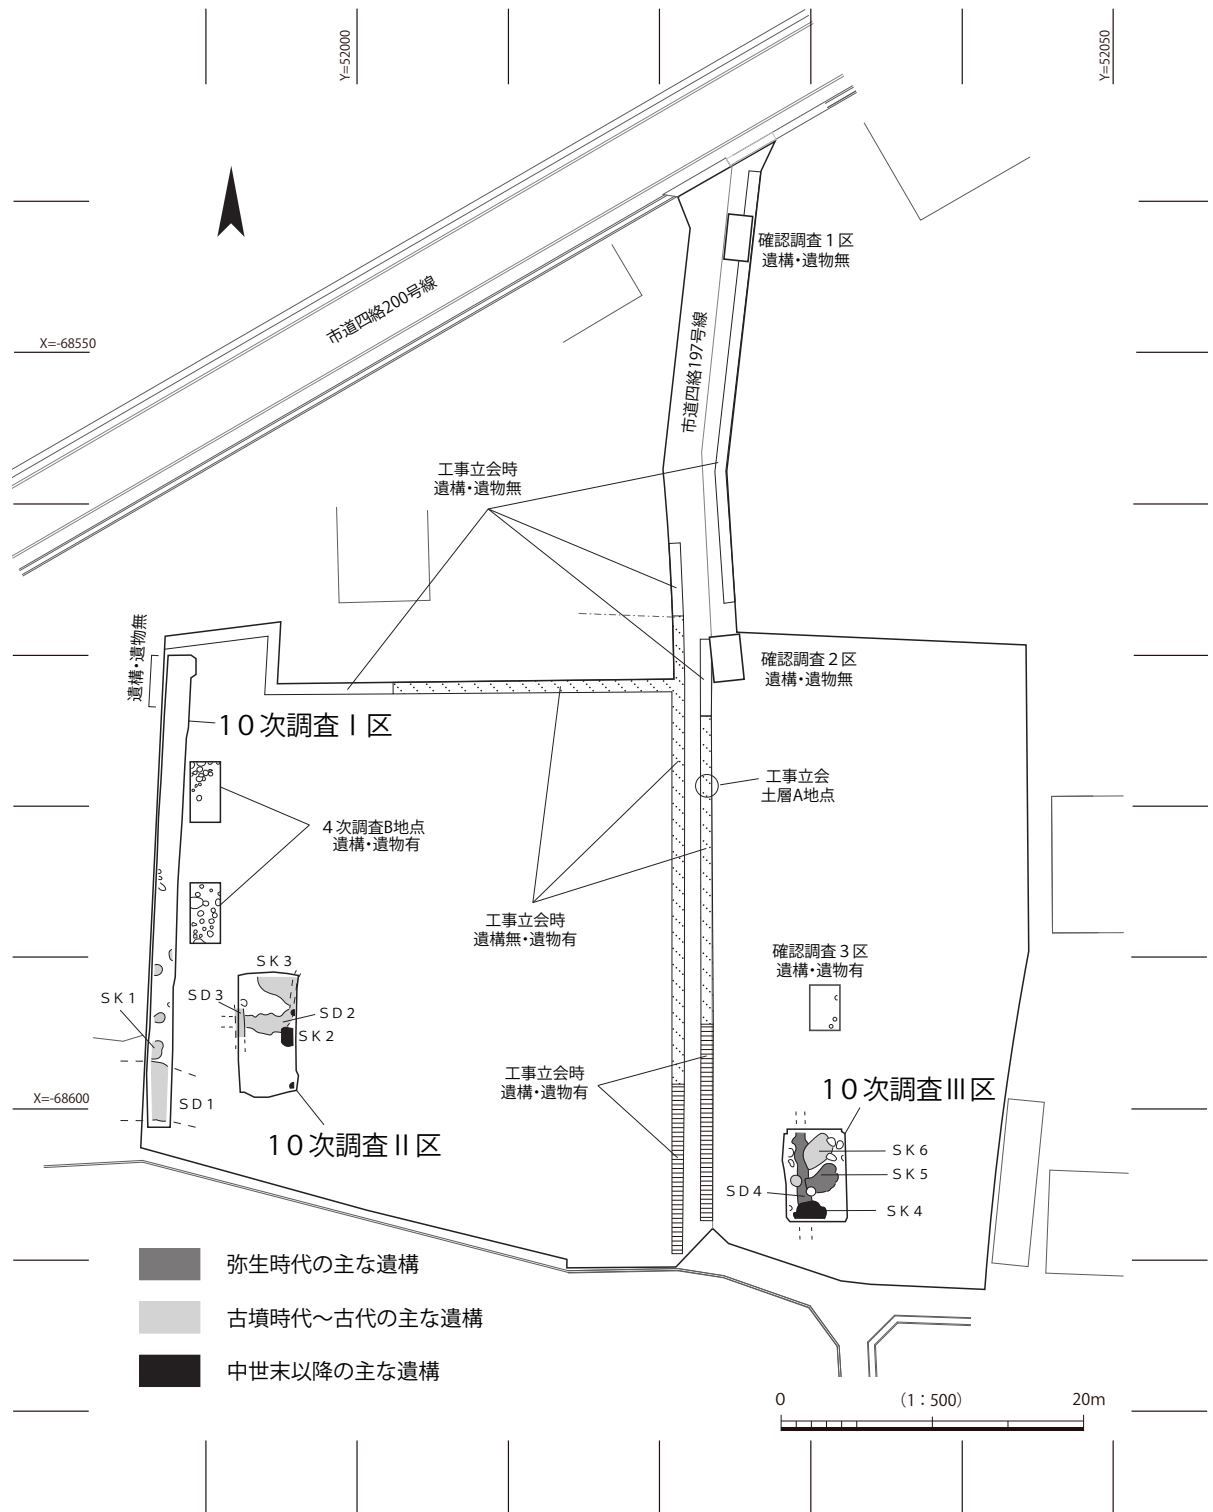 Y=52000
Y=52050
確認調査1区
遺構・遺物無
市道四絡200号線
市道四絡197号線
X=-68550
工事立会時
遺構・遺物無
遺構・遺物無
確認調査2区
遺構・遺物無
10次調査Ⅰ区
工事立会
土層A地点
4次調査B地点
遺構・遺物有
工事立会時
遺構無・遺物有
確認調査3区
遺構・遺物有
SK3
SK1
SD3
SD2
SK2
工事立会時
遺構・遺物有
10次調査Ⅲ区
X=-68600
SD1
10次調査Ⅱ区
SK6
SK5
SD4
SK4
弥生時代の主な遺構
古墳時代～古代の主な遺構
中世末以降の主な遺構
0 (1：500) 20m